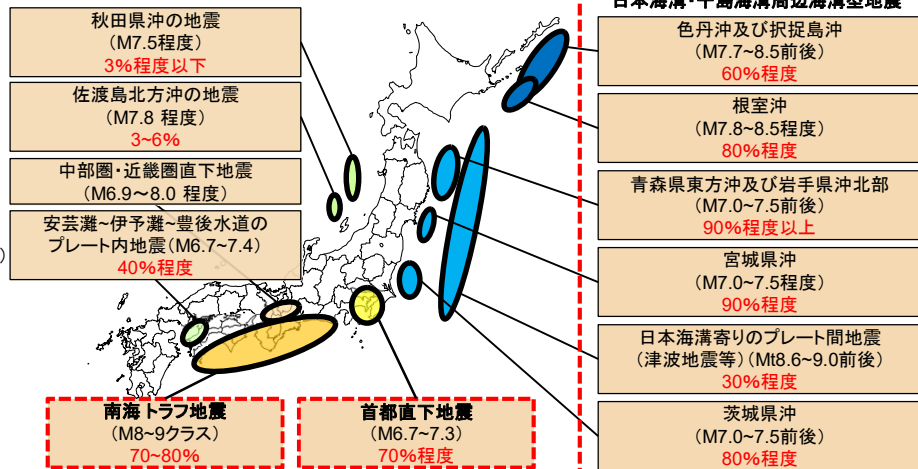 秋田県沖の地震
(M7.5程度)
3%程度以下
佐渡島北方沖の地震
(M7.8 程度)
3~6%
中部圏・近畿圏直下地震
(M6.9～8.0 程度)
安芸灘~伊予灘~豊後水道の
プレート内地震(M6.7~7.4)
40%程度
)
南海トラフ地震
(M8~9クラス)
70~80%
首都直下地震
(M6.7~7.3)
70%程度
日本海溝・千島海溝周辺海溝型地震
色丹沖及び択捉島沖
(M7.7~8.5前後)
60%程度
根室沖
(M7.8~8.5程度)
80%程度
青森県東方沖及び岩手県沖北部
(M7.0~7.5前後)
90%程度以上
宮城県沖
(M7.0~7.5程度)
90%程度
日本海溝寄りのプレート間地震
(津波地震等)(Mt8.6~9.0前後)
30%程度
茨城県沖
(M7.0~7.5前後)
80%程度